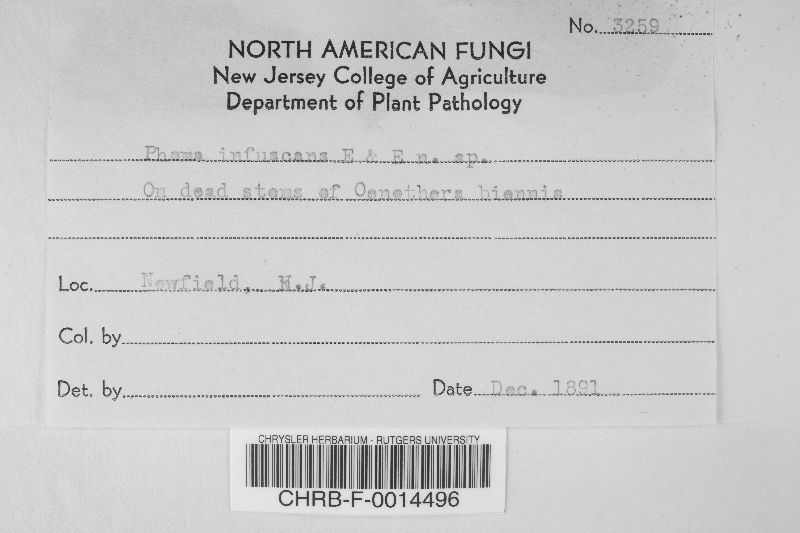 No. 3259
NORTH AMERICAN FUNGI
New Jersey College of Agriculture
Department of Plant Pathology
Phoma infuscans E & E n. sp.
On dead stems of Oenothera biennis
Loc. Newfield, N.J.
Col. by
Det. by Date Dec. 1891
CHRYSLER HERBARIUM - RUTGERS UNIVERSITY
CHRB-F-0014496